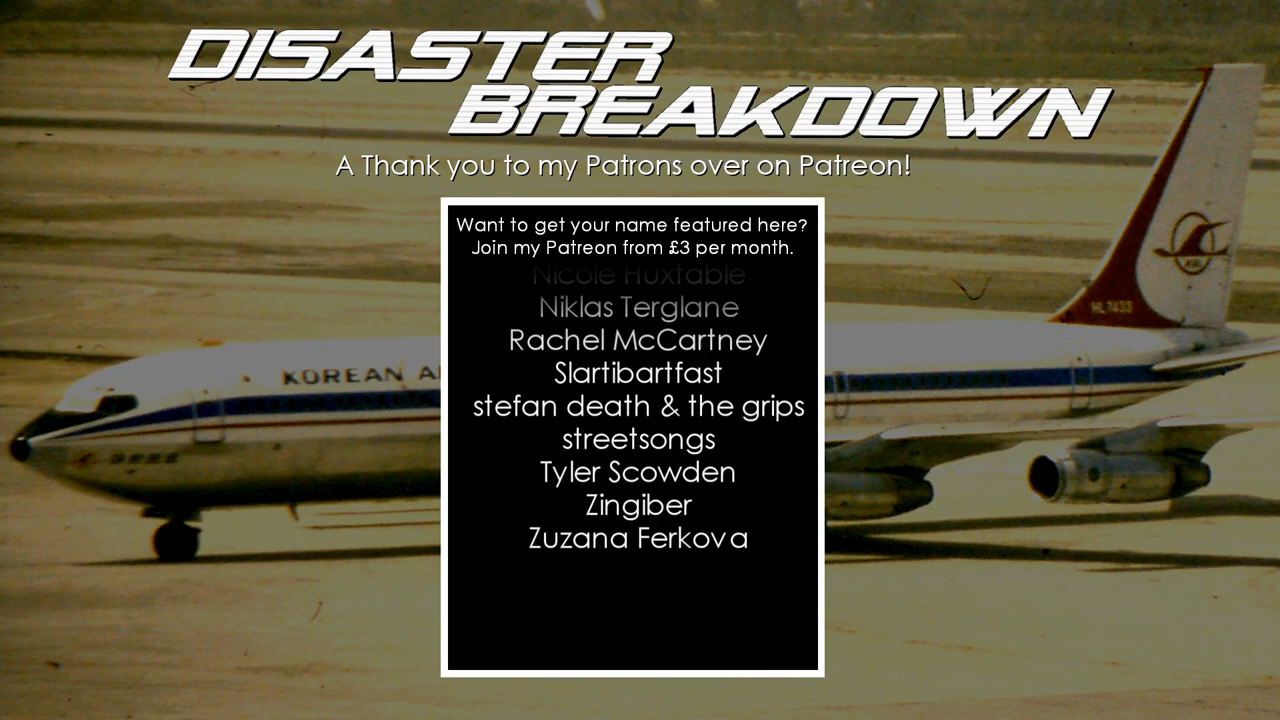 DISASTER
BREAKDOWN
A Thank you to my Patrons over on Patreon!
Want to get your name featured here?
Join my Patreon from £3 per month.
Nicole Huxtable
Niklas Terglane
Rachel McCartney
Slartibartfast
stefan death & the grips
streetsongs
Tyler Scowden
Zingiber
Zuzana Ferkova
KOREAN A
HL7433
KAL